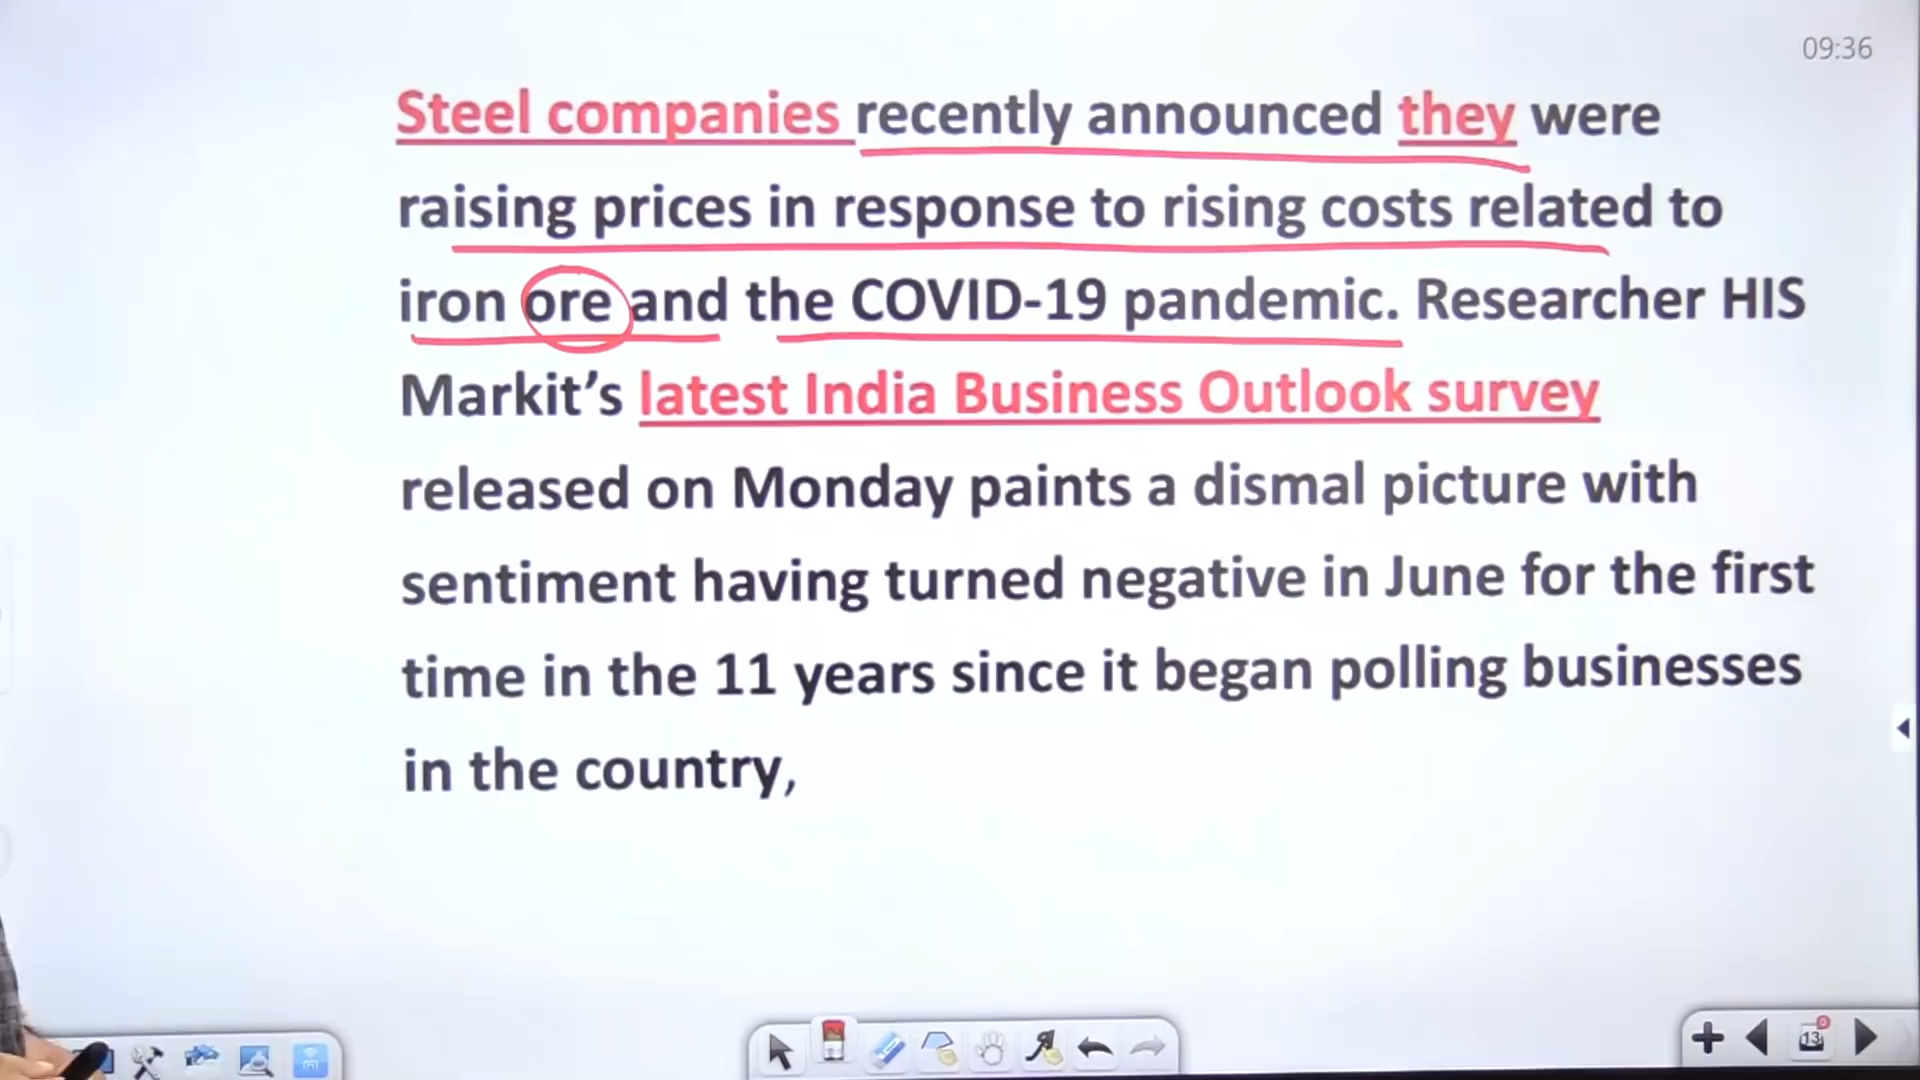 09:36
Steel companies recently announced they were
raising prices in response to rising costs related to
iron ore and the COVID-19 pandemic. Researcher HIS
Markit’s latest India Business Outlook survey
released on Monday paints a dismal picture with
sentiment having turned negative in June for the first
time in the 11 years since it began polling businesses
in the country,
13
0